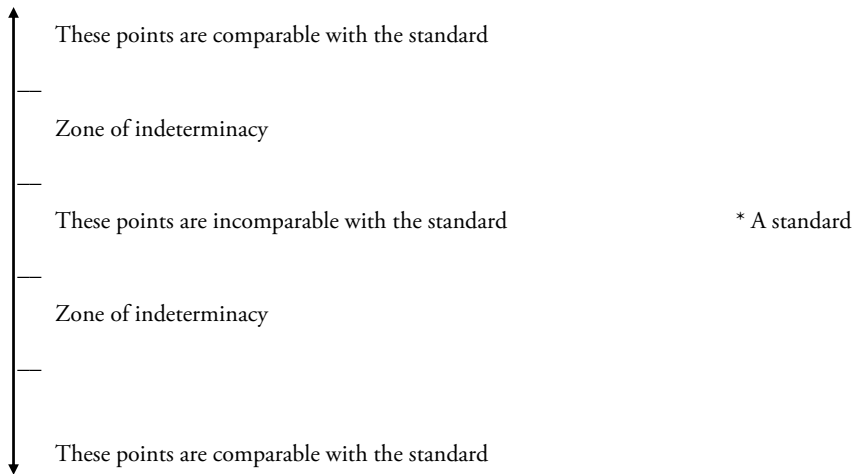 These points are comparable with the standard
Zone of indeterminacy
These points are incomparable with the standard * A standard
Zone of indeterminacy
These points are comparable with the standard